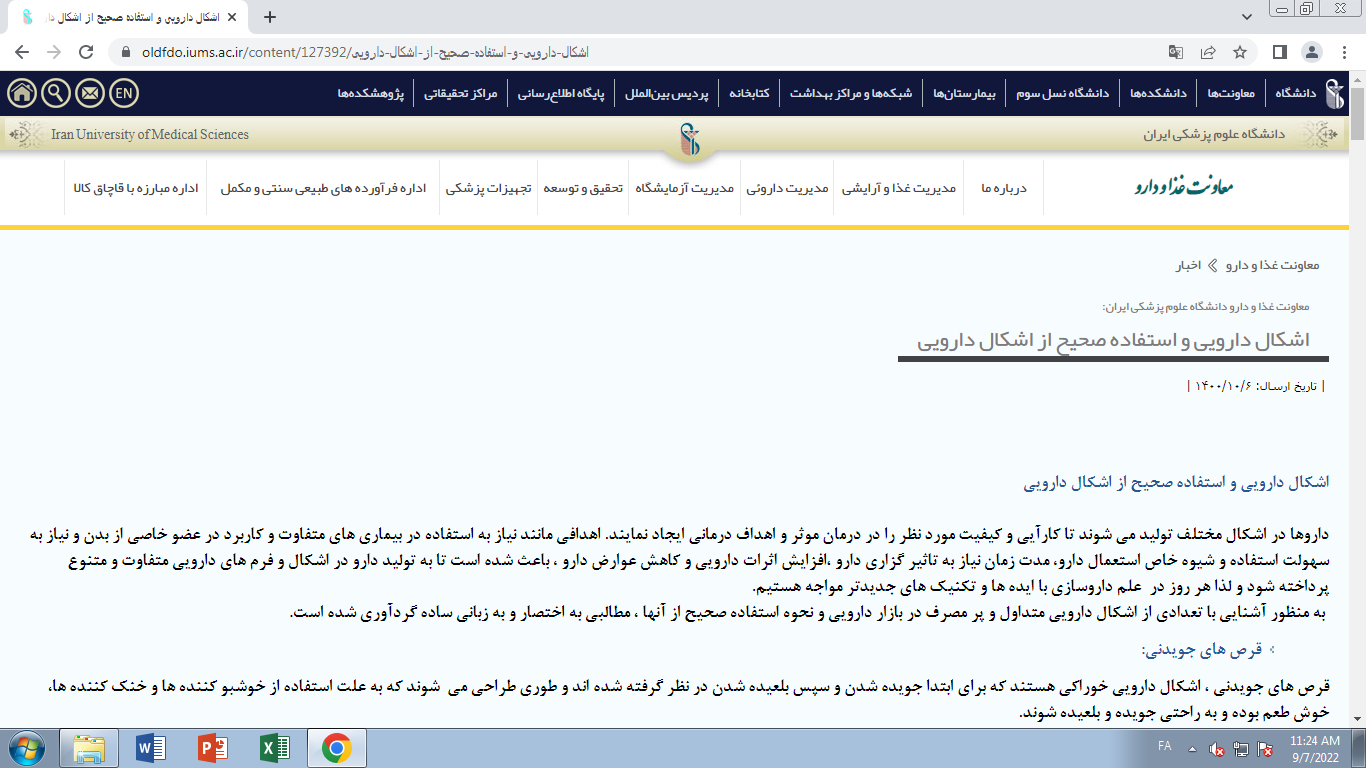 اشکال دارویی و استفاده صحیح از اشکال دار
oldfdo.iums.ac.ir/content/127392/اشکال-دارویی-و-استفاده-صحیح-از-اشکال-دارویی
دانشگاه معاونت‌ها دانشکده‌ها دانشگاه نسل سوم بیمارستان‌ها شبکه‌ها و مراکز بهداشت کتابخانه پردیس بین‌الملل پایگاه اطلاع‌رسانی مراکز تحقیقاتی پژوهشکده‌ها EN
دانشگاه علوم پزشکی ایران Iran University of Medical Sciences
معاونت غذا و دارو
درباره ما مدیریت غذا و آرایشی مدیریت داروئی مدیریت آزمایشگاه تحقیق و توسعه تجهیزات پزشکی اداره فرآورده های طبیعی سنتی و مکمل اداره مبارزه با قاچاق کالا
معاونت غذا و دارو » اخبار
معاونت غذا و دارو دانشگاه علوم پزشکی ایران:
اشکال دارویی و استفاده صحیح از اشکال دارویی
| تاریخ ارسال: ۱۴۰۰/۱۰/۶ |
اشکال دارویی و استفاده صحیح از اشکال دارویی
داروها در اشکال مختلف تولید می شوند تا کارآیی و کیفیت مورد نظر را در درمان موثر و اهداف درمانی ایجاد نمایند. اهدافی مانند نیاز به استفاده در بیماری های متفاوت و کاربرد در عضو خاصی از بدن و نیاز به
سهولت استفاده و شیوه خاص استعمال دارو، مدت زمان نیاز به تاثیر گزاری دارو ،افزایش اثرات دارویی و کاهش عوارض دارو ، باعث شده است تا به تولید دارو در اشکال و فرم های دارویی متفاوت و متنوع
پرداخته شود و لذا هر روز در علم داروسازی با ایده ها و تکنیک های جدیدتر مواجه هستیم.
به منظور آشنایی با تعدادی از اشکال دارویی متداول و پر مصرف در بازار دارویی و نحوه استفاده صحیح از آنها ، مطالبی به اختصار و به زبانی ساده گردآوری شده است.
قرص های جویدنی:
قرص های جویدنی ، اشکال دارویی خوراکی هستند که برای ابتدا جویده شدن و سپس بلعیده شدن در نظر گرفته شده اند و طوری طراحی می شوند که به علت استفاده از خوشبو کننده ها و خنک کننده ها،
خوش طعم بوده و به راحتی جویده و بلعیده شوند.
FA
11:24 AM
9/7/2022